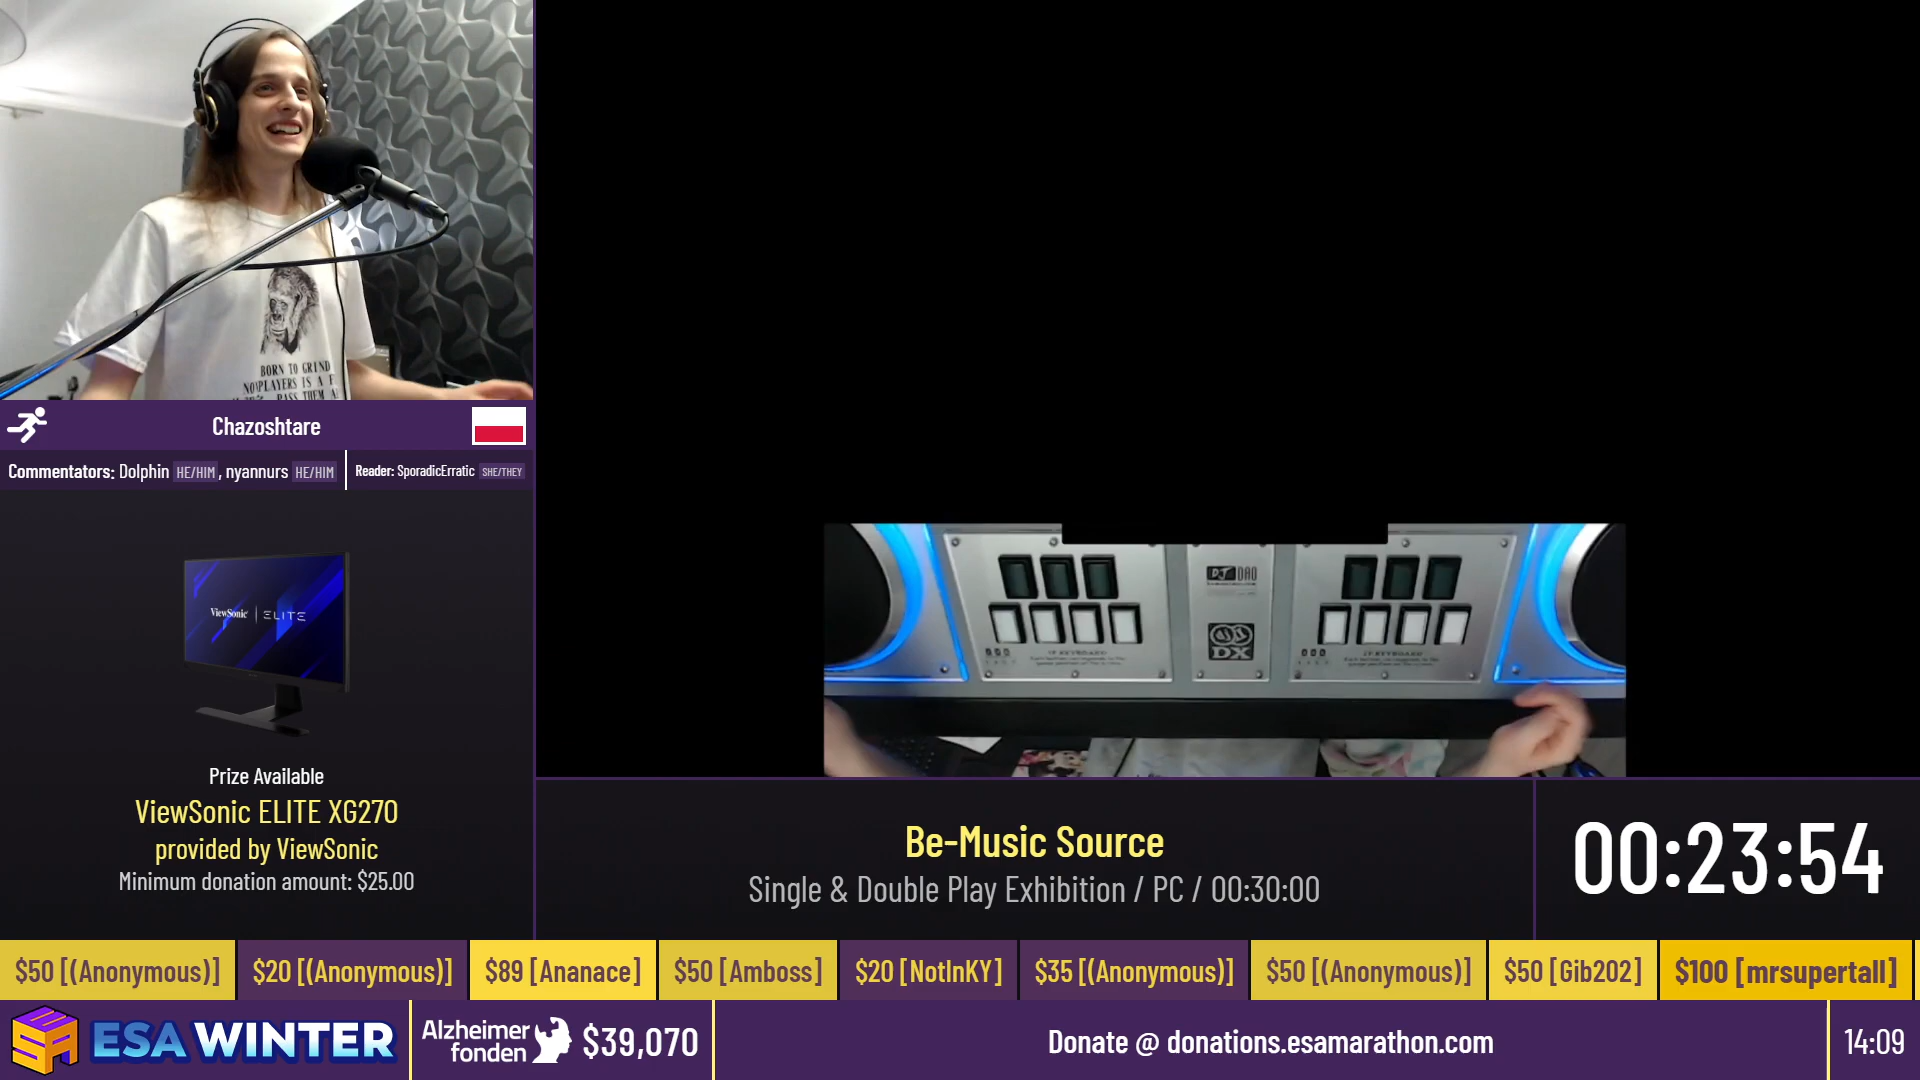 BORN TO GRIND
Chazoshtare
Commentators: Dolphin HE/HIM, nyannurs HE/HIM
Reader: SporadicErratic SHE/THEY
ViewSonic ELITE
Prize Available
ViewSonic ELITE XG270
provided by ViewSonic
Minimum donation amount: $25.00
DJ DAO
DX
Be-Music Source
Single & Double Play Exhibition / PC / 00:30:00
00:23:54
$50 [(Anonymous)]
$20 [(Anonymous)]
$89 [Ananace]
$50 [Amboss]
$20 [NotInKY]
$35 [(Anonymous)]
$50 [(Anonymous)]
$50 [Gib202]
$100 [mrsupertall]
ESA WINTER
Alzheimer
fonden
$39,070
Donate @ donations.esamarathon.com
14:09